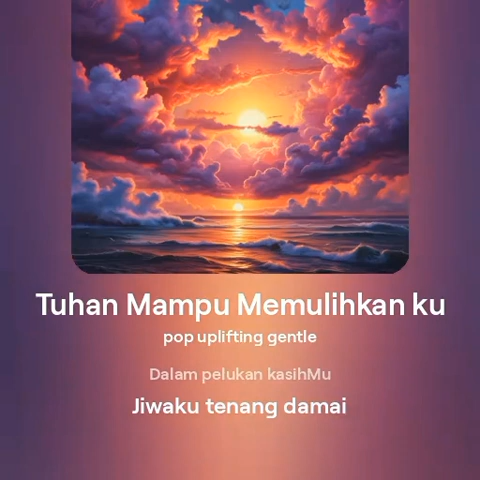 Tuhan Mampu Memulihkan ku
pop uplifting gentle
Dalam pelukan kasihMu
Jiwaku tenang damai